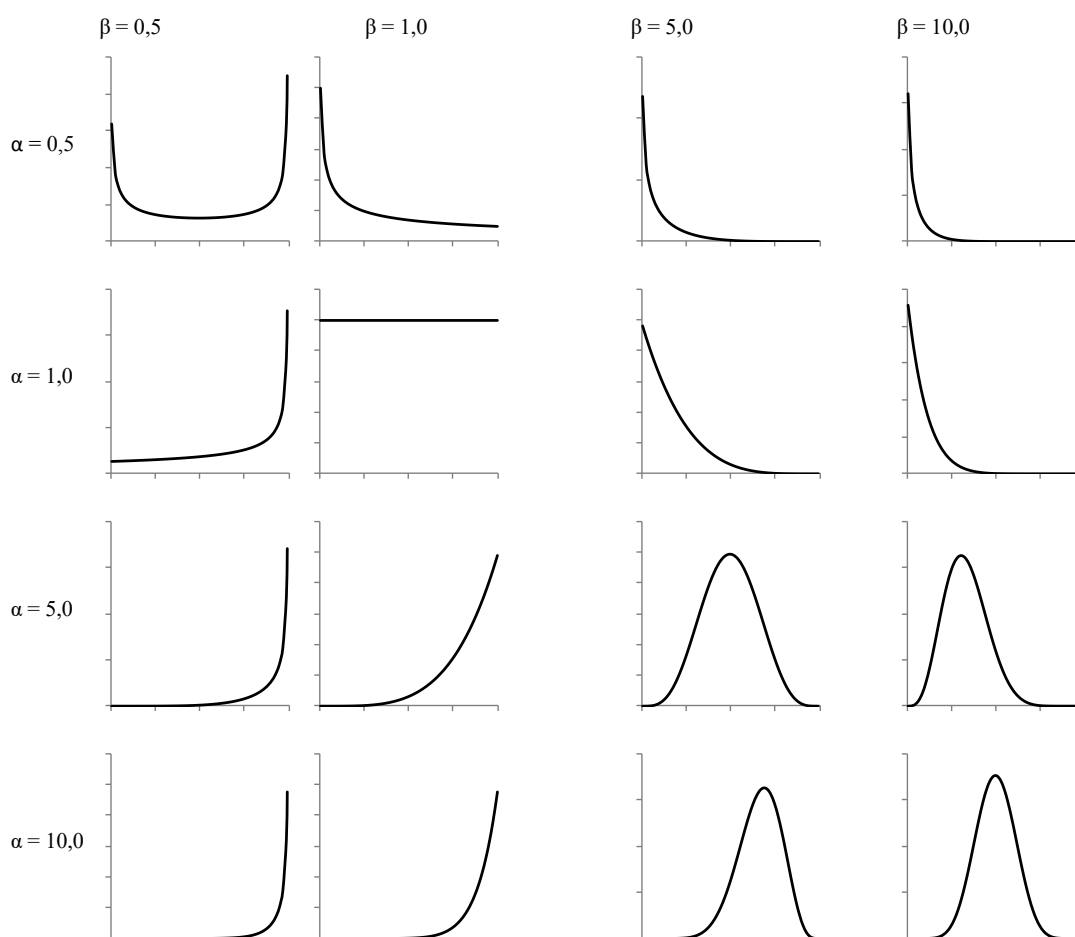 β = 0,5 β = 1,0 β = 5,0 β = 10,0
α = 0,5
α = 1,0
α = 5,0
α = 10,0